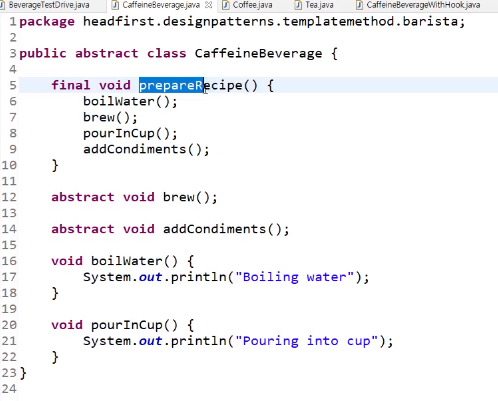 BeverageTestDrive.java CaffeineBeverage.java Coffee.java Tea.java CaffeineBeverageWithHook.java
1 package headfirst.designpatterns.templatemethod.barista;
2
3 public abstract class CaffeineBeverage {
4
5 final void prepareRecipe() {
6 boilWater();
7 brew();
8 pourInCup();
9 addCondiments();
10 }
11
12 abstract void brew();
13
14 abstract void addCondiments();
15
16 void boilWater() {
17 System.out.println("Boiling water");
18 }
19
20 void pourInCup() {
21 System.out.println("Pouring into cup");
22 }
23 }
24